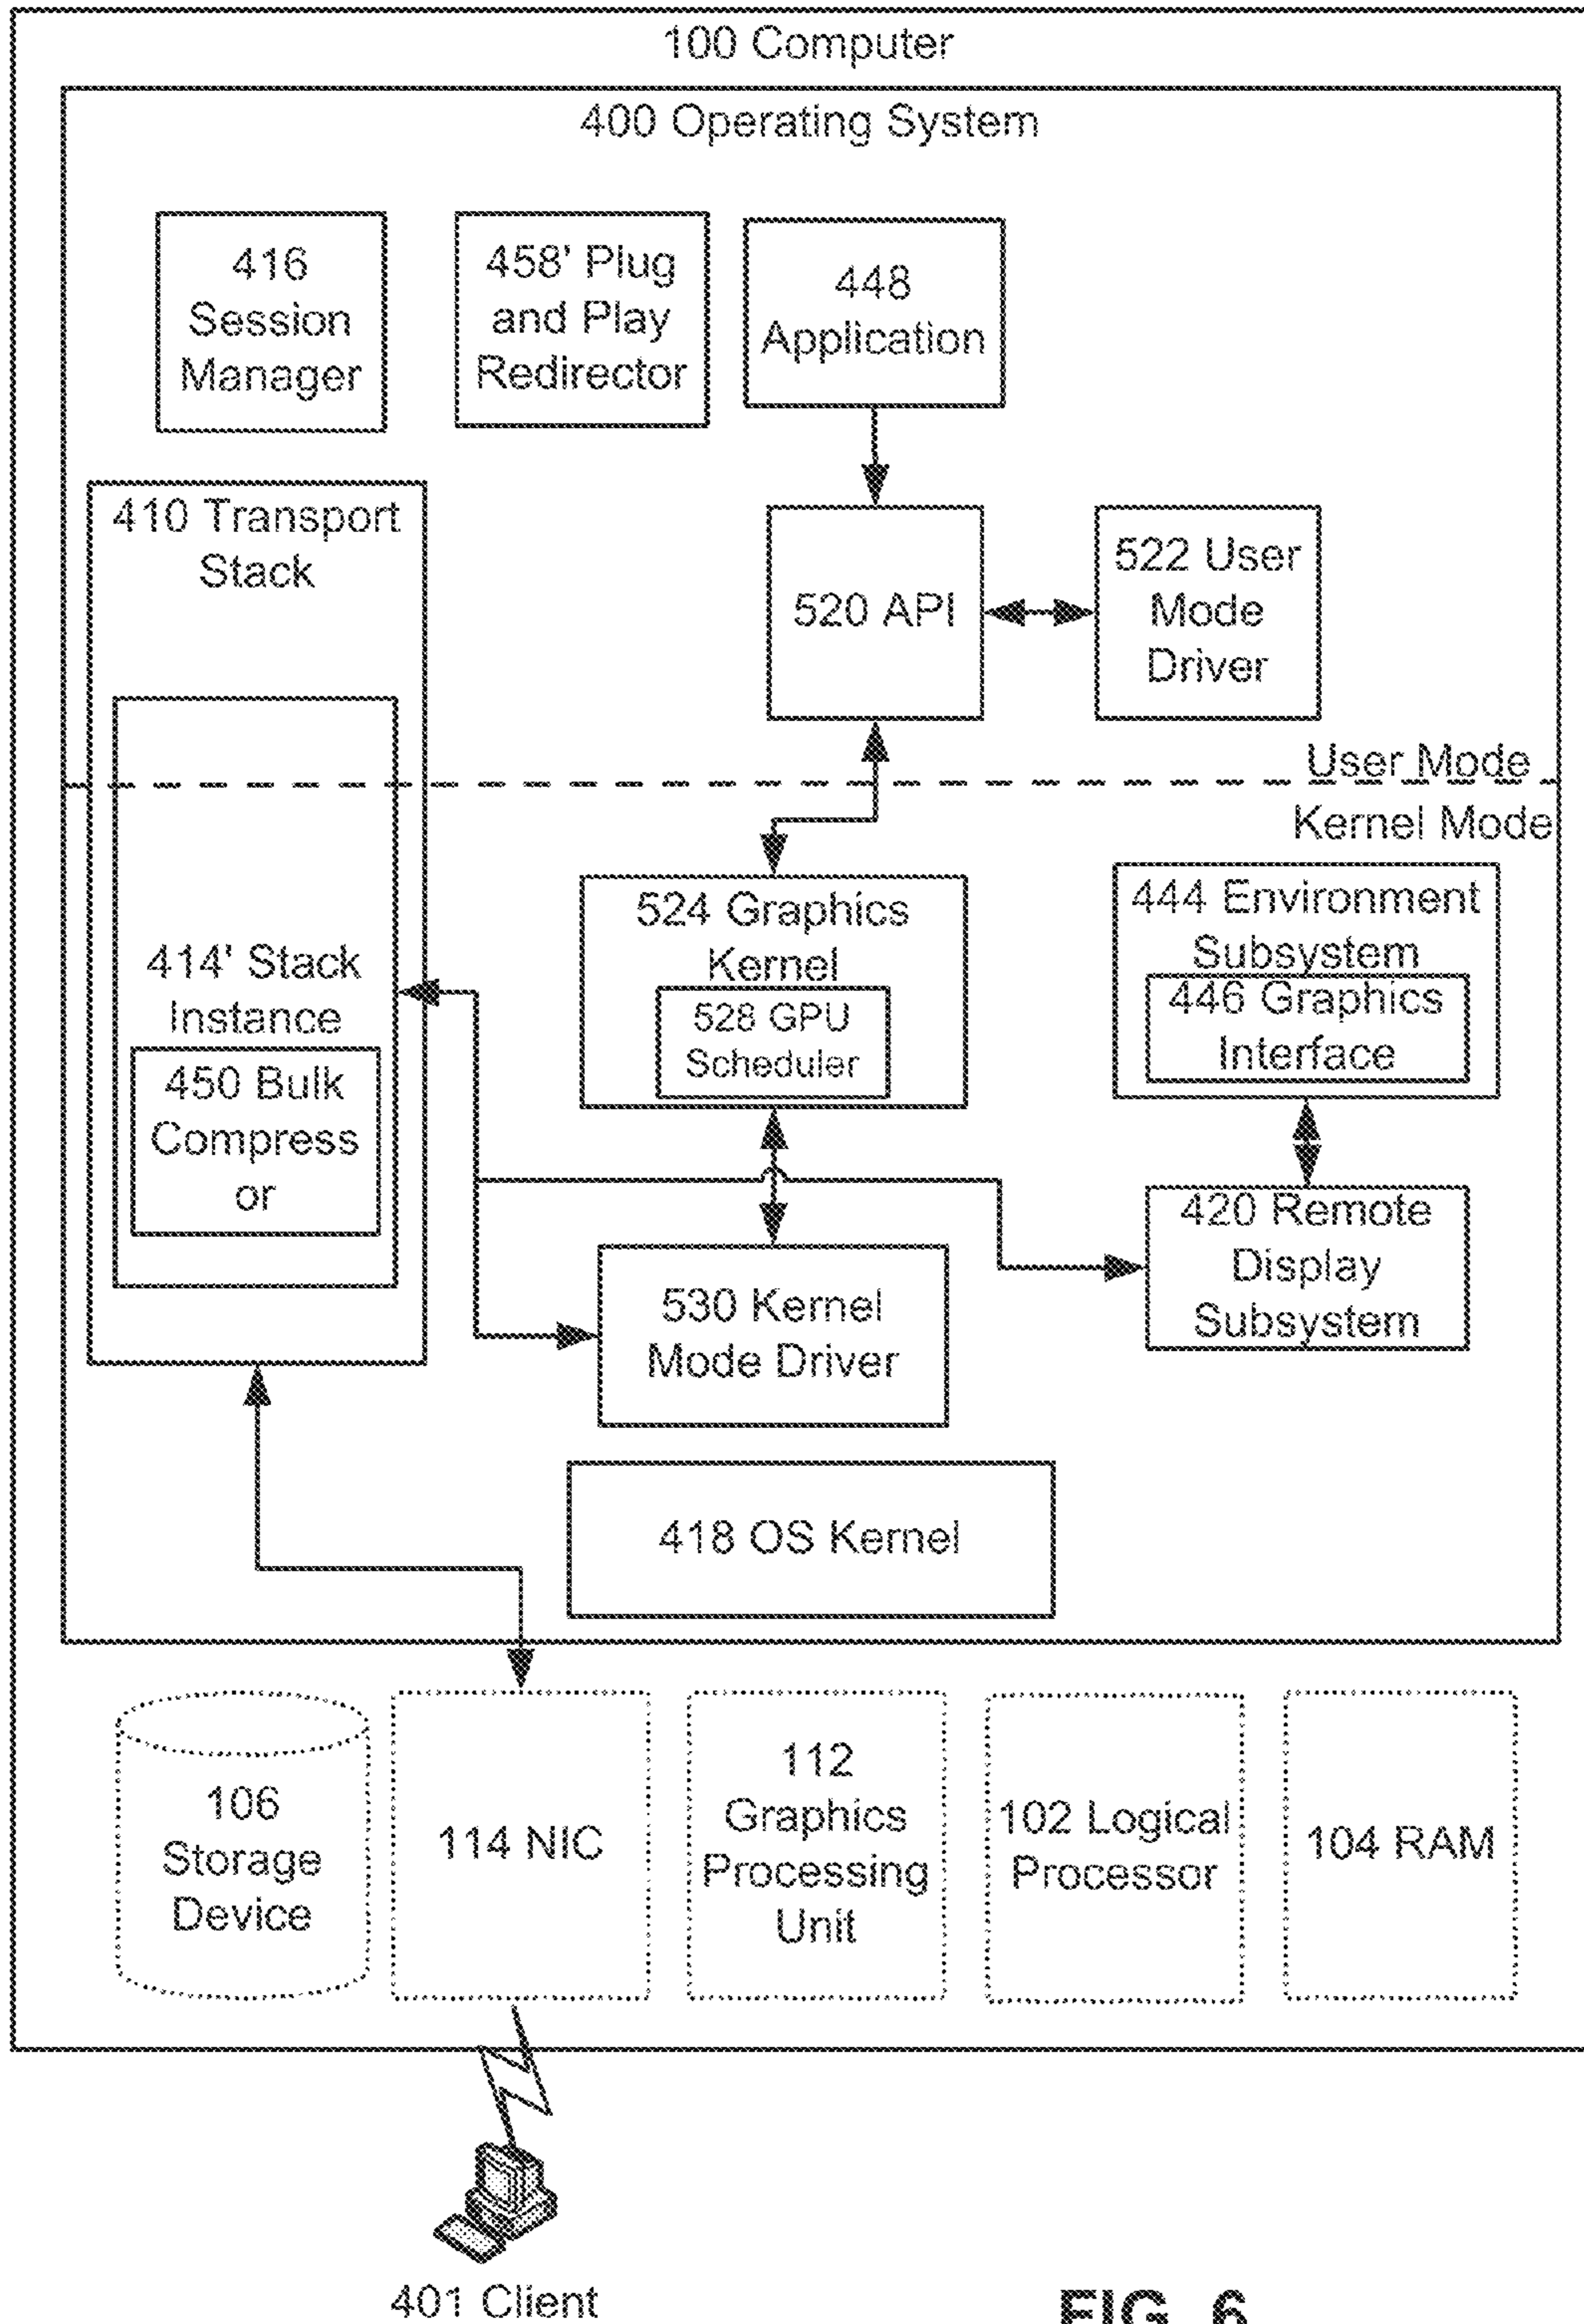 100 Computer
400 Operating System
416
Session
Manager
458' Plug
and Play
Redirector
448
Application
410 Transport
Stack
520 API
522 User
Mode
Driver
User Mode
Kernel Mode
414' Stack
Instance
450 Bulk
Compress
or
524 Graphics
Kernel
528 GPU
Scheduler
444 Environment
Subsystem
446 Graphics
Interface
530 Kernel
Mode Driver
420 Remote
Display
Subsystem
418 OS Kernel
106
Storage
Device
114 NIC
112
Graphics
Processing
Unit
102 Logical
Processor
104 RAM
401 Client
FIG. 6